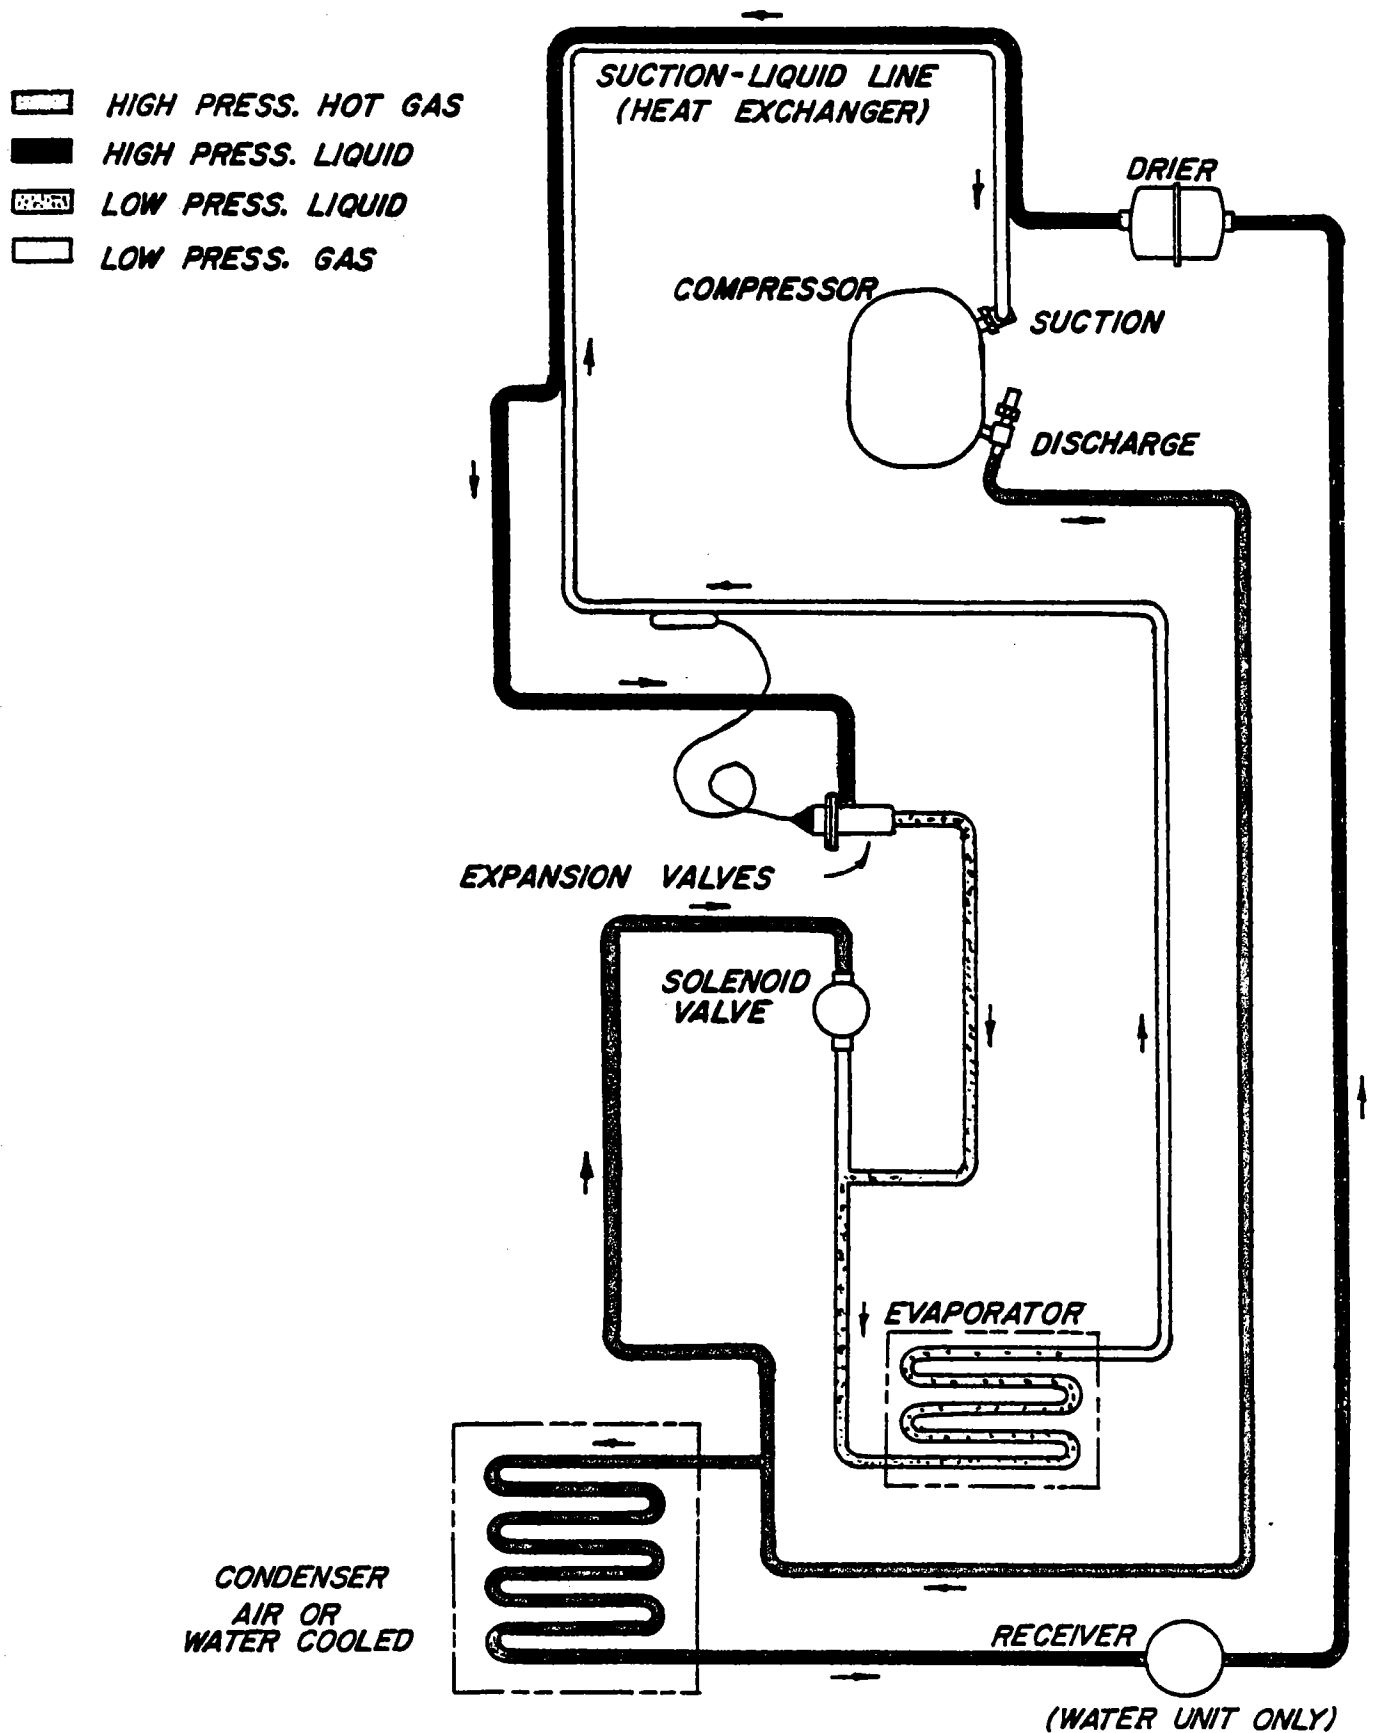 SUCTION-LIQUID LINE
(HEAT EXCHANGER)
HIGH PRESS. HOT GAS
HIGH PRESS. LIQUID
LOW PRESS. LIQUID
LOW PRESS. GAS
DRIER
COMPRESSOR
SUCTION
DISCHARGE
EXPANSION VALVES
SOLENOID
VALVE
EVAPORATOR
CONDENSER
AIR OR
WATER COOLED
RECEIVER
(WATER UNIT ONLY)